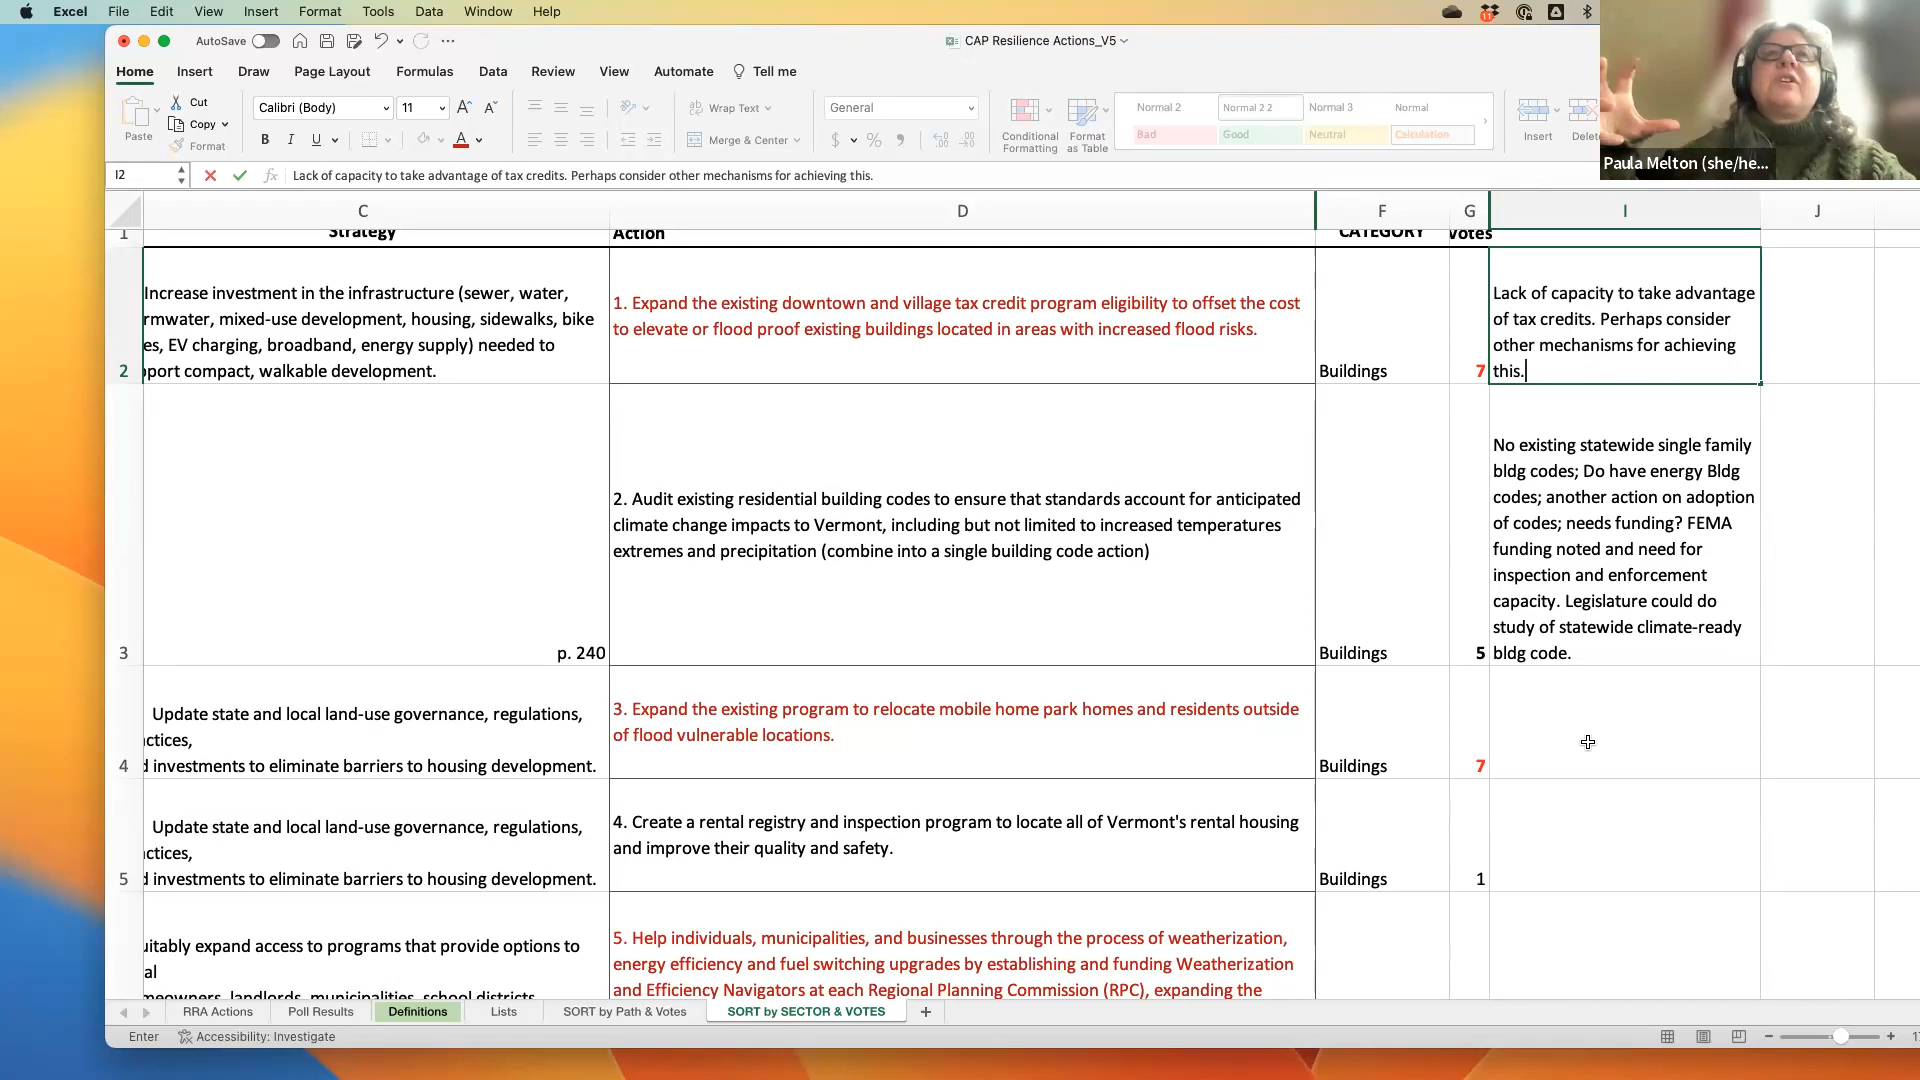 Excel File Edit View Insert Format Tools Data Window Help
11
AutoSave
CAP Resilience Actions_V5
Home Insert Draw Page Layout Formulas Data Review View Automate Tell me
Paste
Cut
Copy
Format
Calibri (Body) 11
B I U
Wrap Text
Merge & Center
General
$ %
Conditional
Formatting
Format
as Table
Normal 2 Normal 2 2 Normal 3 Normal
Bad Good Neutral Calculation
Insert
Delet
Paula Melton (she/he...
I2
fx Lack of capacity to take advantage of tax credits. Perhaps consider other mechanisms for achieving this.
C D F G I J
1 Strategy Action CATEGORY Votes
Increase investment in the infrastructure (sewer, water,
rmwater, mixed-use development, housing, sidewalks, bike
es, EV charging, broadband, energy supply) needed to
port compact, walkable development.
1. Expand the existing downtown and village tax credit program eligibility to offset the cost
to elevate or flood proof existing buildings located in areas with increased flood risks.
2 Buildings 7
Lack of capacity to take advantage
of tax credits. Perhaps consider
other mechanisms for achieving
this.
p. 240
2. Audit existing residential building codes to ensure that standards account for anticipated
climate change impacts to Vermont, including but not limited to increased temperatures
extremes and precipitation (combine into a single building code action)
3 Buildings 5
No existing statewide single family
bldg codes; Do have energy Bldg
codes; another action on adoption
of codes; needs funding? FEMA
funding noted and need for
inspection and enforcement
capacity. Legislature could do
study of statewide climate-ready
bldg code.
Update state and local land-use governance, regulations,
ctices,
d investments to eliminate barriers to housing development.
3. Expand the existing program to relocate mobile home park homes and residents outside
of flood vulnerable locations.
4 Buildings 7
Update state and local land-use governance, regulations,
ctices,
d investments to eliminate barriers to housing development.
4. Create a rental registry and inspection program to locate all of Vermont's rental housing
and improve their quality and safety.
5 Buildings 1
uitably expand access to programs that provide options to
al
meowners, landlords, municipalities, school districts
5. Help individuals, municipalities, and businesses through the process of weatherization,
energy efficiency and fuel switching upgrades by establishing and funding Weatherization
and Efficiency Navigators at each Regional Planning Commission (RPC), expanding the
RRA Actions Poll Results Definitions Lists SORT by Path & Votes SORT by SECTOR & VOTES +
Enter Accessibility: Investigate